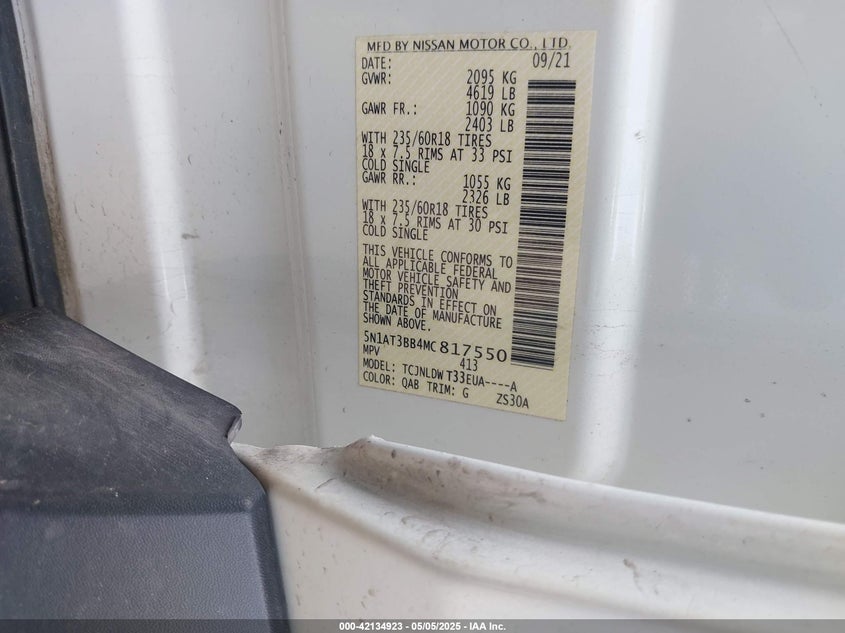 MFD BY NISSAN MOTOR CO., LTD.
DATE: 09/21
GVWR: 2095 KG
4619 LB
GAWR FR.: 1090 KG
2403 LB
WITH 235/60R18 TIRES
18 x 7.5 RIMS AT 33 PSI
COLD SINGLE
GAWR RR.: 1055 KG
2326 LB
WITH 235/60R18 TIRES
18 x 7.5 RIMS AT 30 PSI
COLD SINGLE
THIS VEHICLE CONFORMS TO
ALL APPLICABLE FEDERAL
MOTOR VEHICLE SAFETY AND
THEFT PREVENTION
STANDARDS IN EFFECT ON
THE DATE OF MANUFACTURE
SHOWN ABOVE.
5N1AT3BB4MC817550
MPV 413
MODEL: TCJNLDWT33EUA----A
COLOR: QAB TRIM: G ZS30A
000-42134923 — 05/05/2025 — IAA Inc.